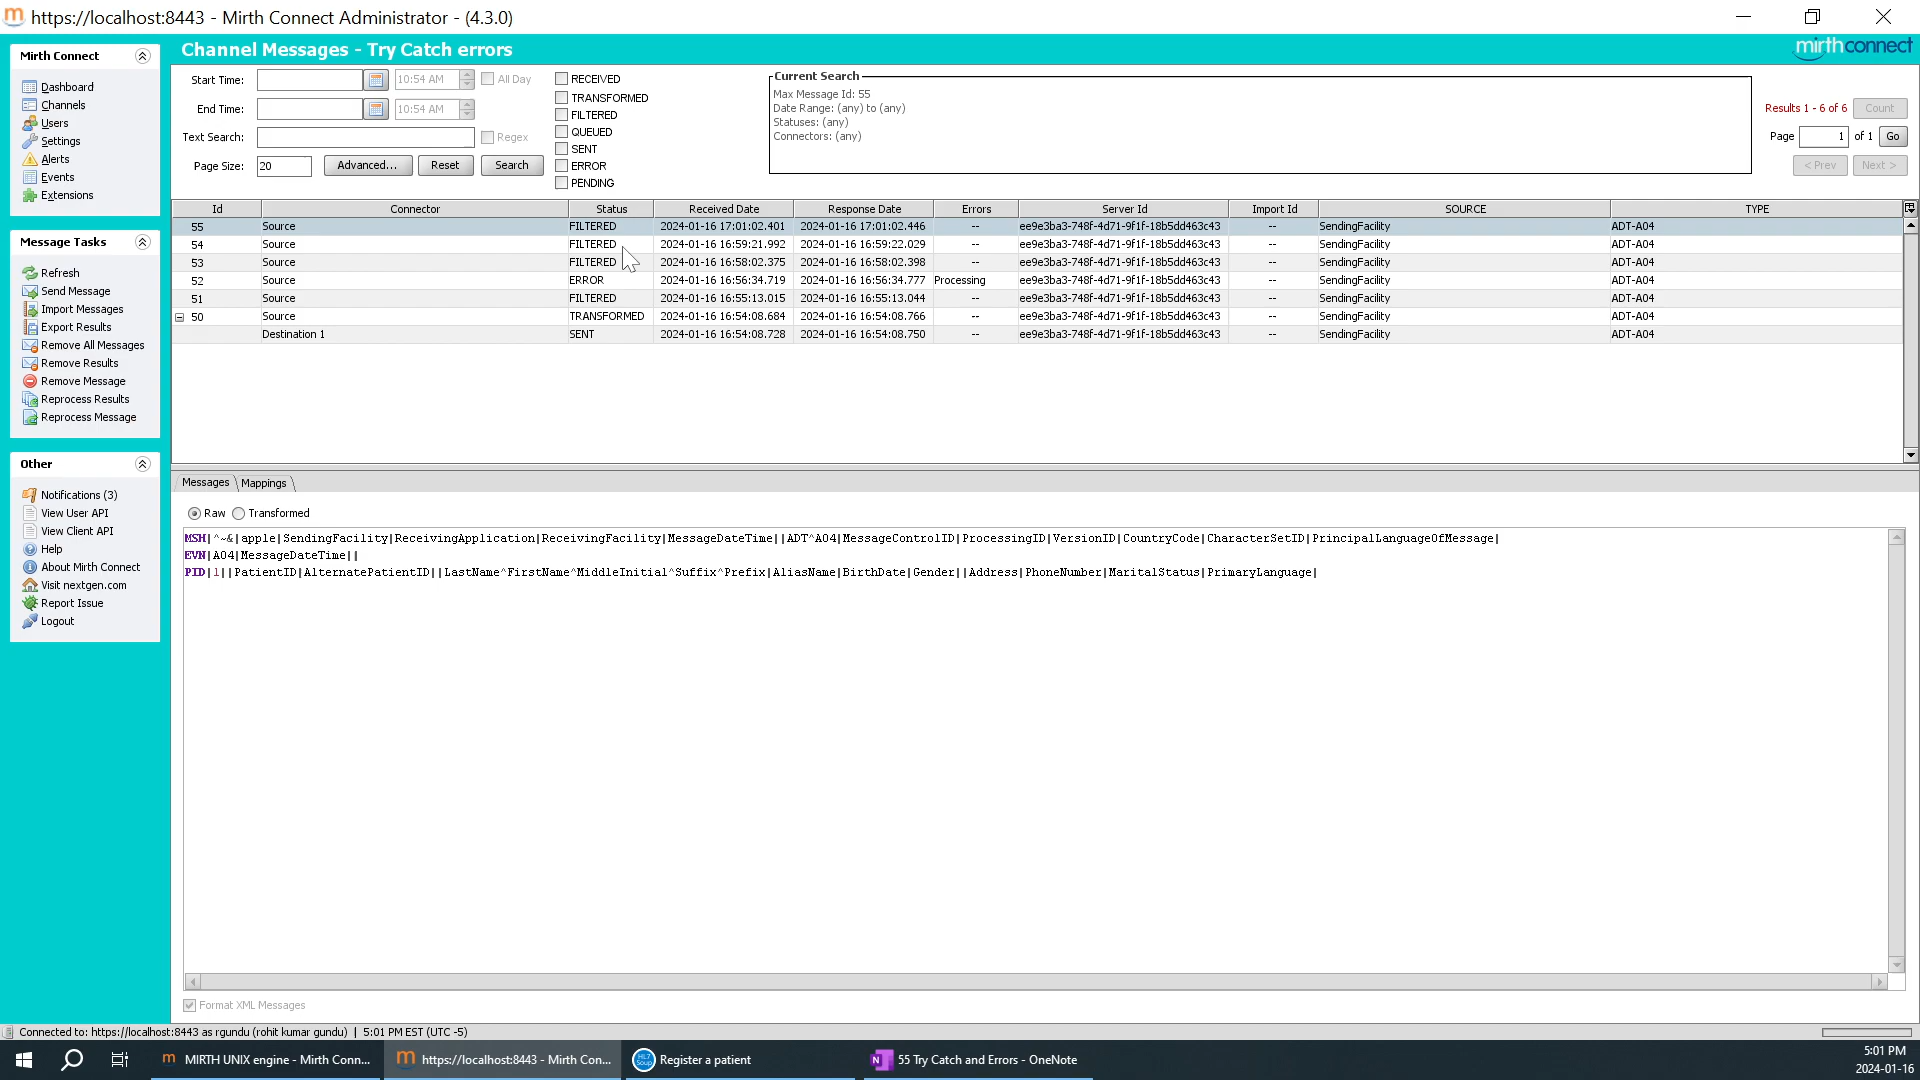 https://localhost:8443 - Mirth Connect Administrator - (4.3.0)
Mirth Connect
Dashboard
Channels
Users
Settings
Alerts
Events
Extensions
Message Tasks
Refresh
Send Message
Import Messages
Export Results
Remove All Messages
Remove Results
Remove Message
Reprocess Results
Reprocess Message
Other
Notifications (3)
View User API
View Client API
Help
About Mirth Connect
Visit nextgen.com
Report Issue
Logout
Channel Messages - Try Catch errors
mirthconnect
Start Time: 10:54 AM All Day
End Time: 10:54 AM
Text Search: Regex
Page Size: 20 Advanced... Reset Search
RECEIVED
TRANSFORMED
FILTERED
QUEUED
SENT
ERROR
PENDING
Current Search
Max Message Id: 55
Date Range: (any) to (any)
Statuses: (any)
Connectors: (any)
Results 1 - 6 of 6 Count
Page 1 of 1 Go
< Prev Next >
Id Connector Status Received Date Response Date Errors Server Id Import Id SOURCE TYPE
55 Source FILTERED 2024-01-16 17:01:02.401 2024-01-16 17:01:02.446 -- ee9e3ba3-748f-4d71-9f1f-18b5dd463c43 -- SendingFacility ADT-A04
54 Source FILTERED 2024-01-16 16:59:21.992 2024-01-16 16:59:22.029 -- ee9e3ba3-748f-4d71-9f1f-18b5dd463c43 -- SendingFacility ADT-A04
53 Source FILTERED 2024-01-16 16:58:02.375 2024-01-16 16:58:02.398 -- ee9e3ba3-748f-4d71-9f1f-18b5dd463c43 -- SendingFacility ADT-A04
52 Source ERROR 2024-01-16 16:56:34.719 2024-01-16 16:56:34.777 Processing ee9e3ba3-748f-4d71-9f1f-18b5dd463c43 -- SendingFacility ADT-A04
51 Source FILTERED 2024-01-16 16:55:13.015 2024-01-16 16:55:13.044 -- ee9e3ba3-748f-4d71-9f1f-18b5dd463c43 -- SendingFacility ADT-A04
50 Source TRANSFORMED 2024-01-16 16:54:08.684 2024-01-16 16:54:08.766 -- ee9e3ba3-748f-4d71-9f1f-18b5dd463c43 -- SendingFacility ADT-A04
Destination 1 SENT 2024-01-16 16:54:08.728 2024-01-16 16:54:08.750 -- ee9e3ba3-748f-4d71-9f1f-18b5dd463c43 -- SendingFacility ADT-A04
Messages Mappings
Raw Transformed
MSH|^~&|apple|SendingFacility|ReceivingApplication|ReceivingFacility|MessageDateTime||ADT^A04|MessageControlID|ProcessingID|VersionID|CountryCode|CharacterSetID|PrincipalLanguageOfMessage|
EVN|A04|MessageDateTime||
PID|1||PatientID|AlternatePatientID||LastName^FirstName^MiddleInitial^Suffix^Prefix|AliasName|BirthDate|Gender||Address|PhoneNumber|MaritalStatus|PrimaryLanguage|
Format XML Messages
Connected to: https://localhost:8443 as rgundu (rohit kumar gundu) | 5:01 PM EST (UTC -5)
MIRTH UNIX engine - Mirth Conn...
https://localhost:8443 - Mirth Con...
HL7 Soup
Register a patient
55 Try Catch and Errors - OneNote
5:01 PM
2024-01-16